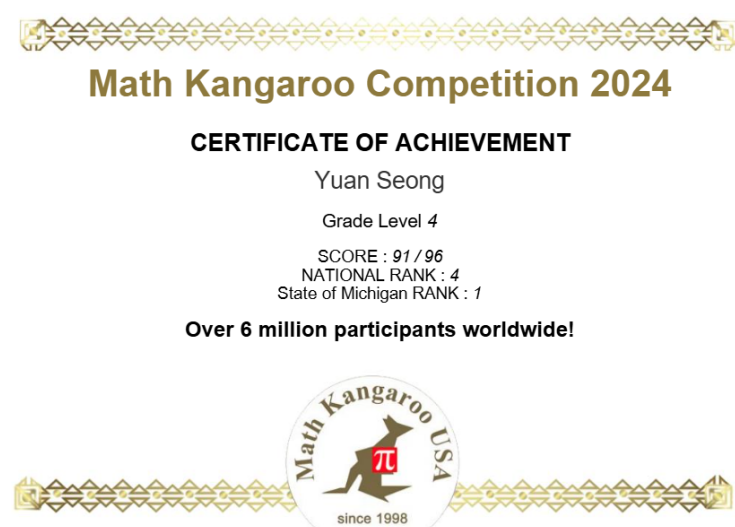 Math Kangaroo Competition 2024
CERTIFICATE OF ACHIEVEMENT
Yuan Seong
Grade Level 4
SCORE : 91 / 96
NATIONAL RANK : 4
State of Michigan RANK : 1
Over 6 million participants worldwide!
Math Kangaroo USA
π
since 1998